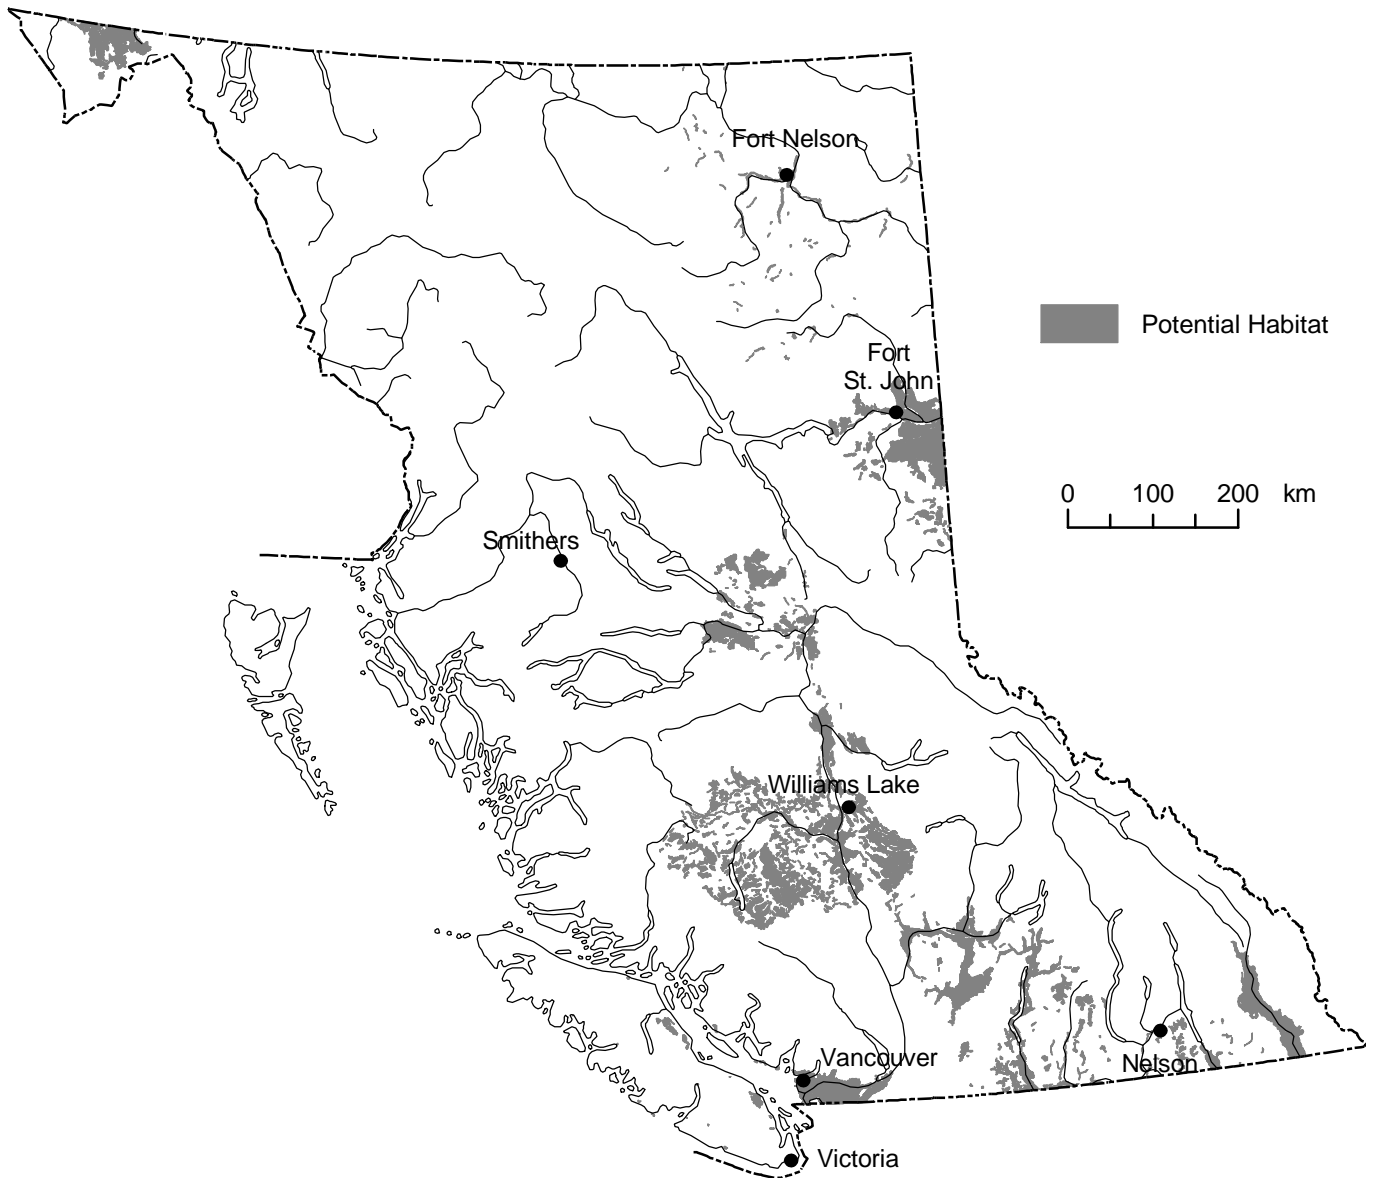 Fort Nelson
Potential Habitat
Fort
St. John
0 100 200 km
Smithers
Williams Lake
Vancouver
Nelson
Victoria